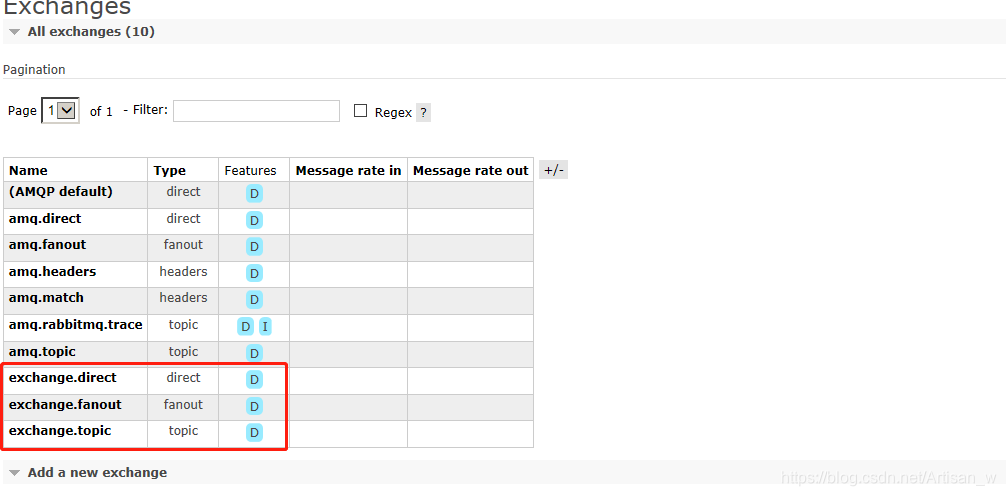 Exchanges
All exchanges (10)
Pagination
Page 1 of 1 - Filter: Regex ?
Name Type Features Message rate in Message rate out +/-
(AMQP default) direct D
amq.direct direct D
amq.fanout fanout D
amq.headers headers D
amq.match headers D
amq.rabbitmq.trace topic D I
amq.topic topic D
exchange.direct direct D
exchange.fanout fanout D
exchange.topic topic D
Add a new exchange
https://blog.csdn.net/Artisan_w